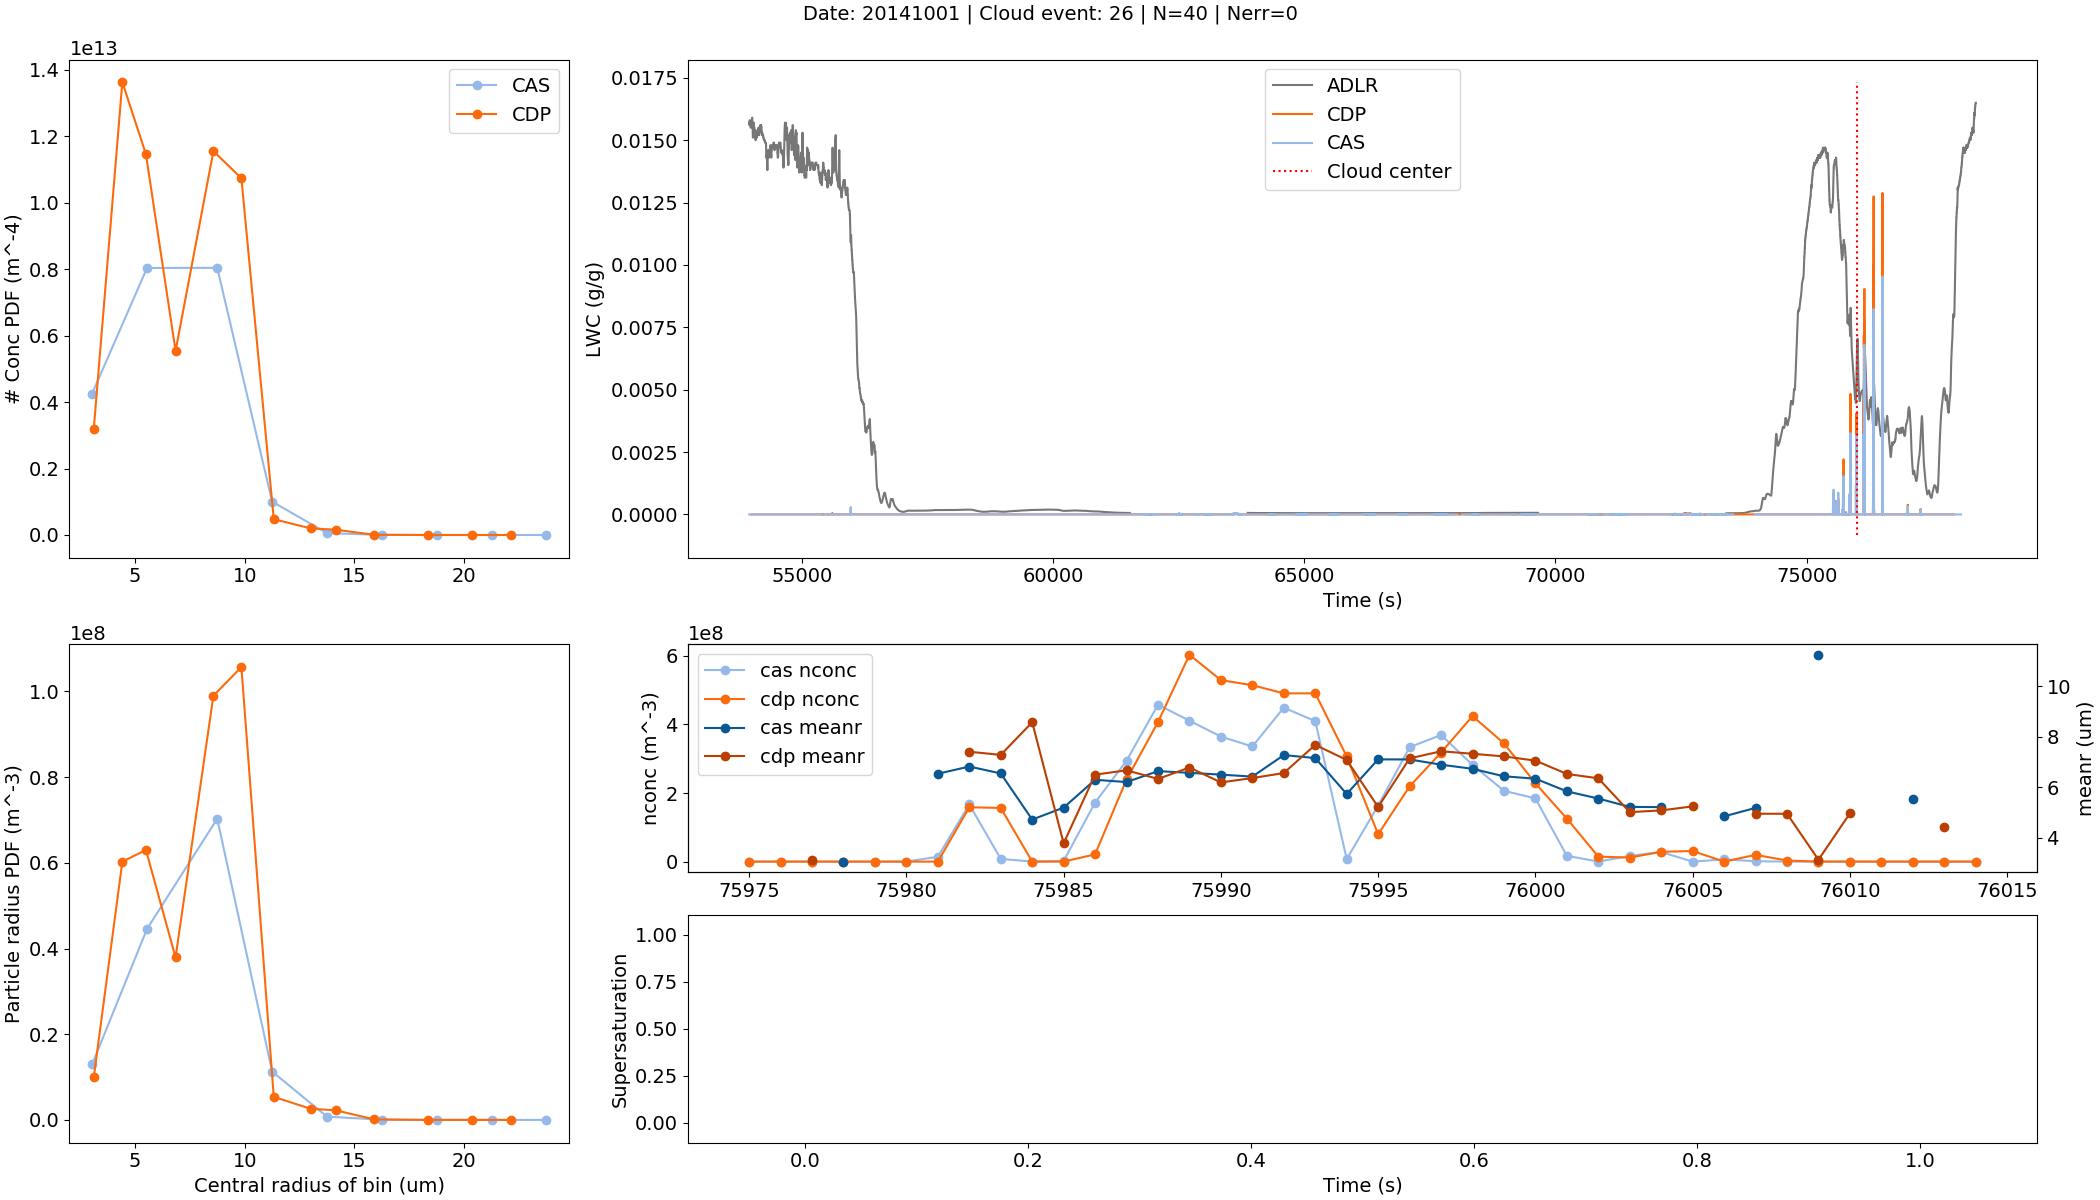 Date: 20141001 | Cloud event: 26 | N=40 | Nerr=0
1e13
# Conc PDF (m^-4)
1.4
1.2
1.0
0.8
0.6
0.4
0.2
0.0
5 10 15 20
CAS
CDP
LWC (g/g)
0.0175
0.0150
0.0125
0.0100
0.0075
0.0050
0.0025
0.0000
55000 60000 65000 70000 75000
Time (s)
ADLR
CDP
CAS
Cloud center
1e8
Particle radius PDF (m^-3)
1.0
0.8
0.6
0.4
0.2
0.0
5 10 15 20
Central radius of bin (um)
1e8
nconc (m^-3)
6
4
2
0
75975 75980 75985 75990 75995 76000 76005 76010 76015
cas nconc
cdp nconc
cas meanr
cdp meanr
10
8
6
4
meanr (um)
Supersaturation
1.00
0.75
0.50
0.25
0.00
0.0 0.2 0.4 0.6 0.8 1.0
Time (s)